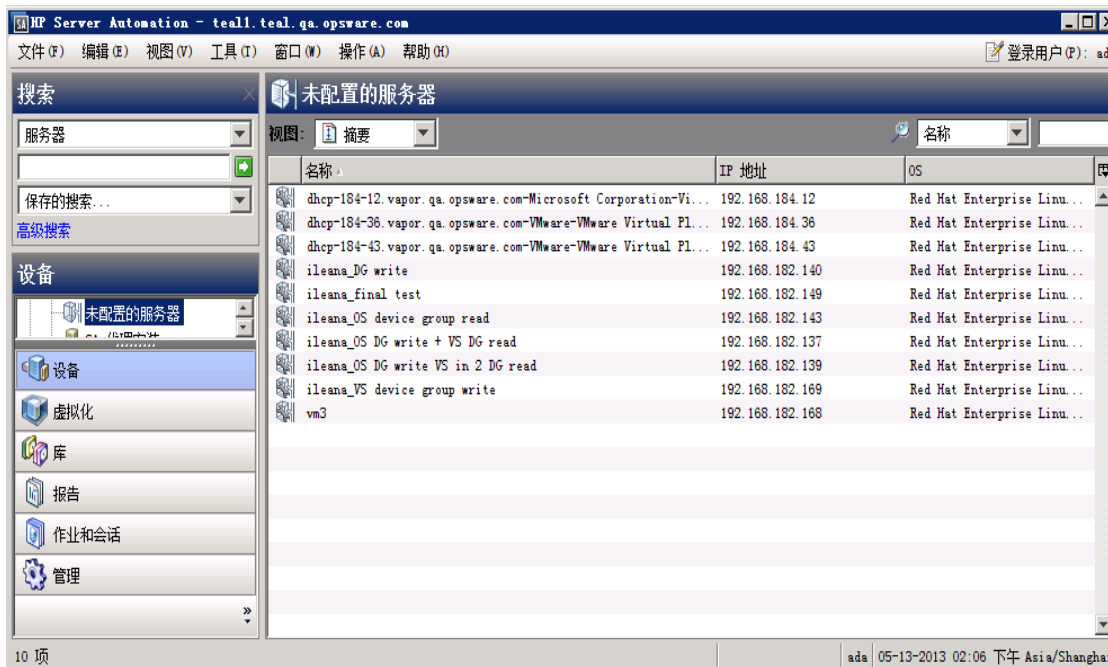 HP Server Automation - teal1.teal.qa.opsware.com
文件(F) 编辑(E) 视图(V) 工具(T) 窗口(W) 操作(A) 帮助(H) 登录用户(P): ad
搜索
服务器
保存的搜索...
高级搜索
设备
未配置的服务器
设备
虚拟化
库
报告
作业和会话
管理
未配置的服务器
视图: 摘要 名称
名称 IP 地址 OS
dhcp-184-12.vapor.qa.opsware.com-Microsoft Corporation-Vi... 192.168.184.12 Red Hat Enterprise Linu...
dhcp-184-36.vapor.qa.opsware.com-VMware-VMware Virtual Pl... 192.168.184.36 Red Hat Enterprise Linu...
dhcp-184-43.vapor.qa.opsware.com-VMware-VMware Virtual Pl... 192.168.184.43 Red Hat Enterprise Linu...
ileana_DG write 192.168.182.140 Red Hat Enterprise Linu...
ileana_final test 192.168.182.149 Red Hat Enterprise Linu...
ileana_OS device group read 192.168.182.143 Red Hat Enterprise Linu...
ileana_OS DG write + VS DG read 192.168.182.137 Red Hat Enterprise Linu...
ileana_OS DG write VS in 2 DG read 192.168.182.139 Red Hat Enterprise Linu...
ileana_VS device group write 192.168.182.169 Red Hat Enterprise Linu...
vm3 192.168.182.168 Red Hat Enterprise Linu...
10 项 ada 05-13-2013 02:06 下午 Asia/Shangha